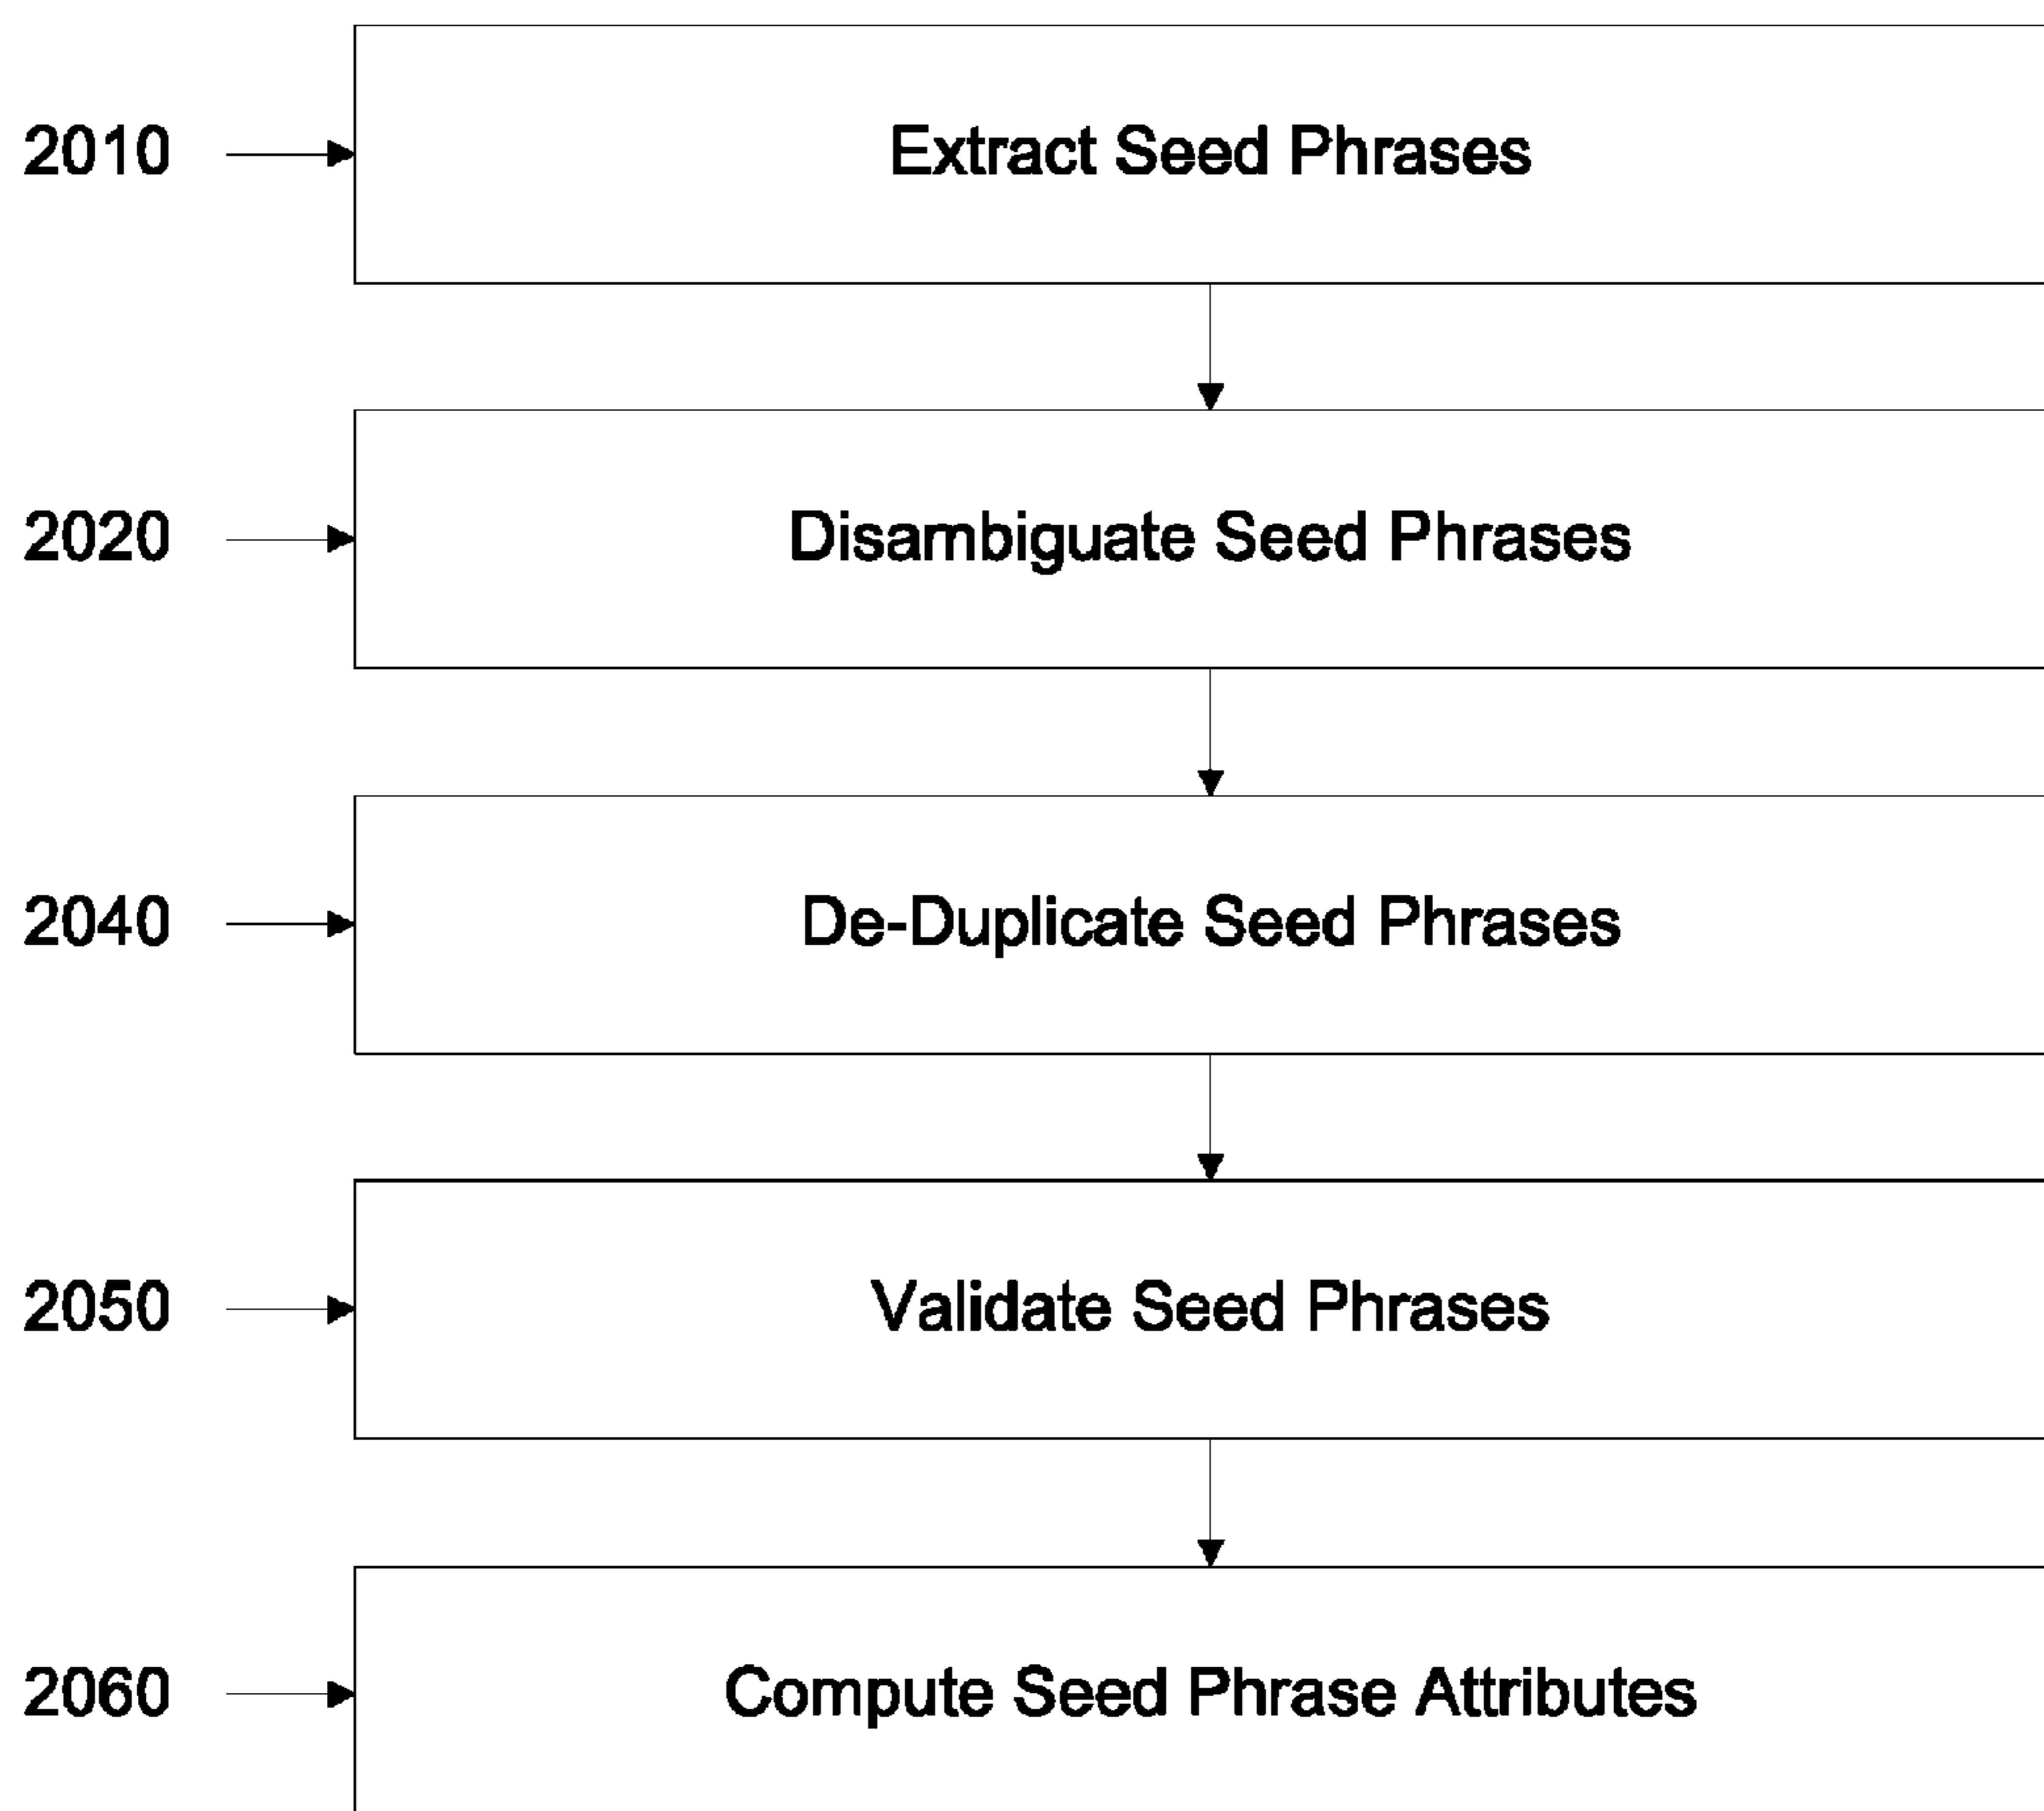 2010 Extract Seed Phrases
2020 Disambiguate Seed Phrases
2040 De-Duplicate Seed Phrases
2050 Validate Seed Phrases
2060 Compute Seed Phrase Attributes